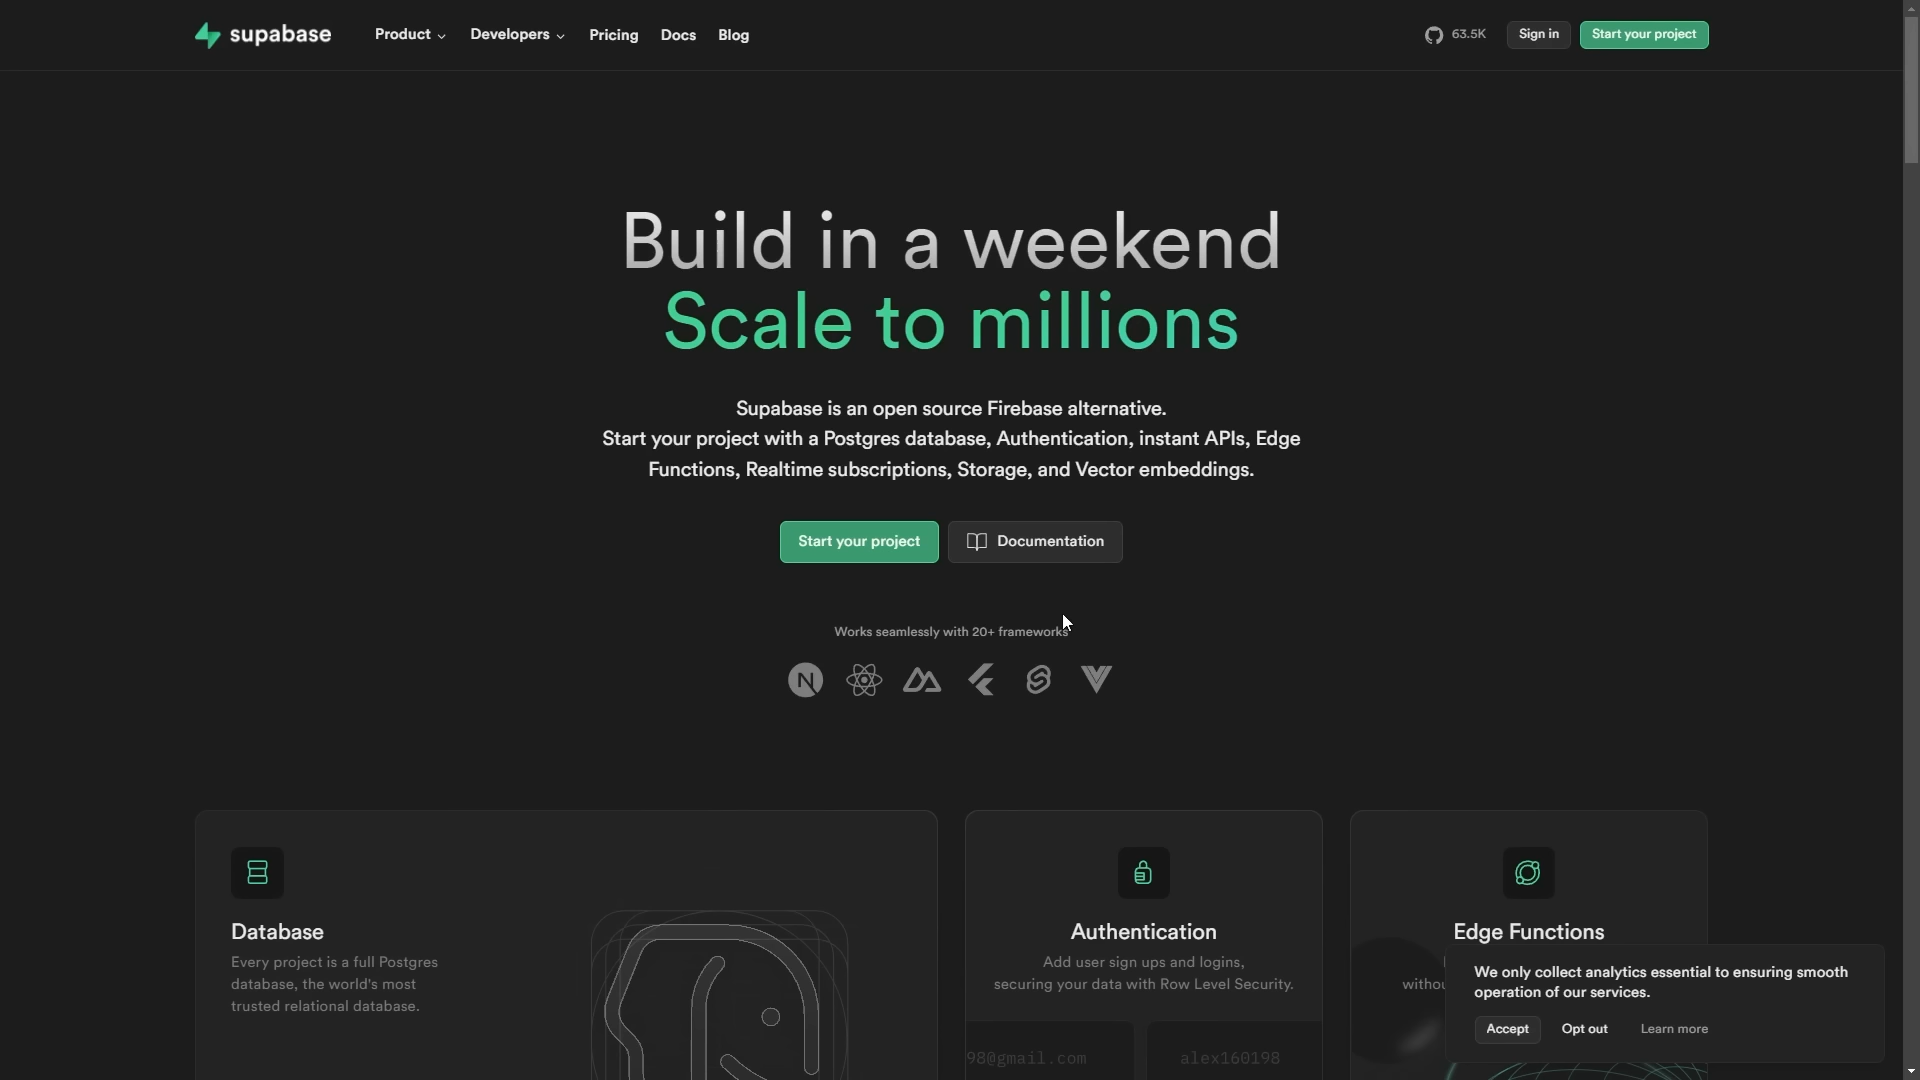 supabase
Product
Developers
Pricing
Docs
Blog
63.5K
Sign in
Start your project
Build in a weekend
Scale to millions
Supabase is an open source Firebase alternative.
Start your project with a Postgres database, Authentication, instant APIs, Edge
Functions, Realtime subscriptions, Storage, and Vector embeddings.
Start your project
Documentation
Works seamlessly with 20+ frameworks
Database
Every project is a full Postgres
database, the world's most
trusted relational database.
Authentication
Add user sign ups and logins,
securing your data with Row Level Security.
98@gmail.com
alex160198
Edge Functions
We only collect analytics essential to ensuring smooth
operation of our services.
Accept
Opt out
Learn more